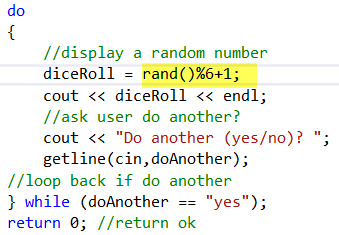 do
{
//display a random number
diceRoll = rand()%6+1;
cout << diceRoll << endl;
//ask user do another?
cout << "Do another (yes/no)? ";
getline(cin,doAnother);
//loop back if do another
} while (doAnother == "yes");
return 0; //return ok